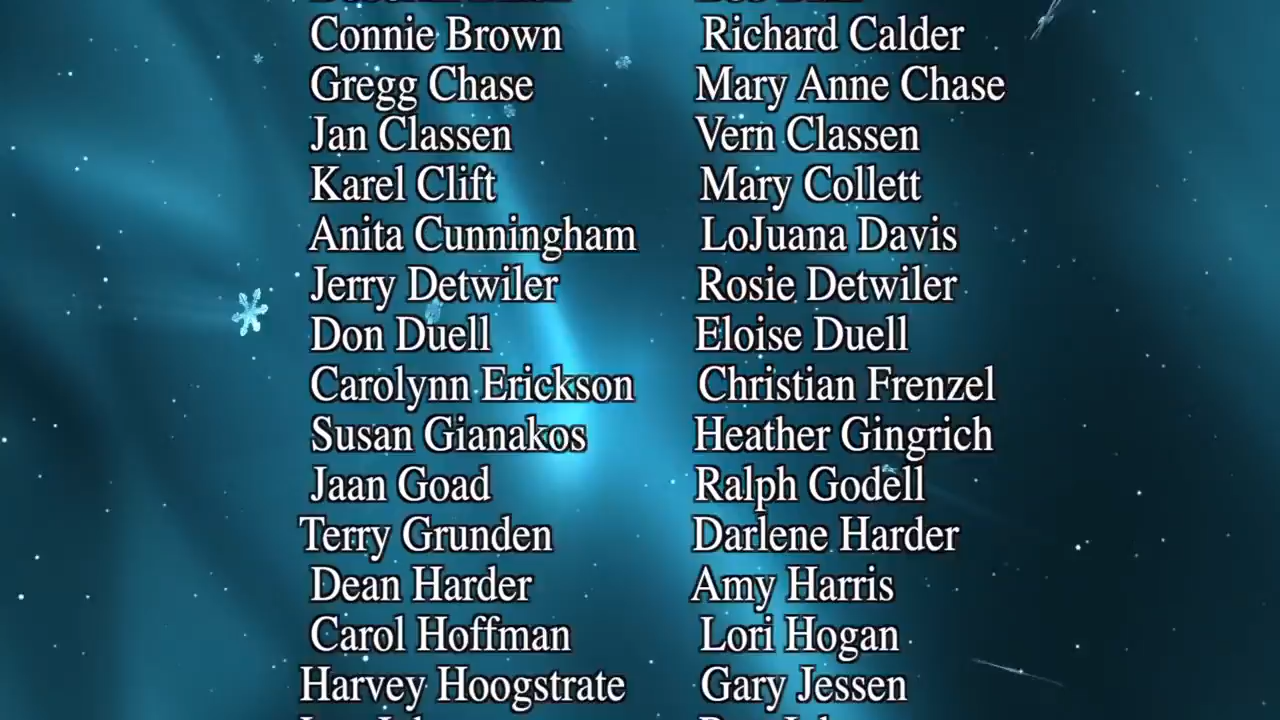 Connie Brown Richard Calder
Gregg Chase Mary Anne Chase
Jan Classen Vern Classen
Karel Clift Mary Collett
Anita Cunningham LoJuana Davis
Jerry Detwiler Rosie Detwiler
Don Duell Eloise Duell
Carolynn Erickson Christian Frenzel
Susan Gianakos Heather Gingrich
Jaan Goad Ralph Godell
Terry Grunden Darlene Harder
Dean Harder Amy Harris
Carol Hoffman Lori Hogan
Harvey Hoogstrate Gary Jessen